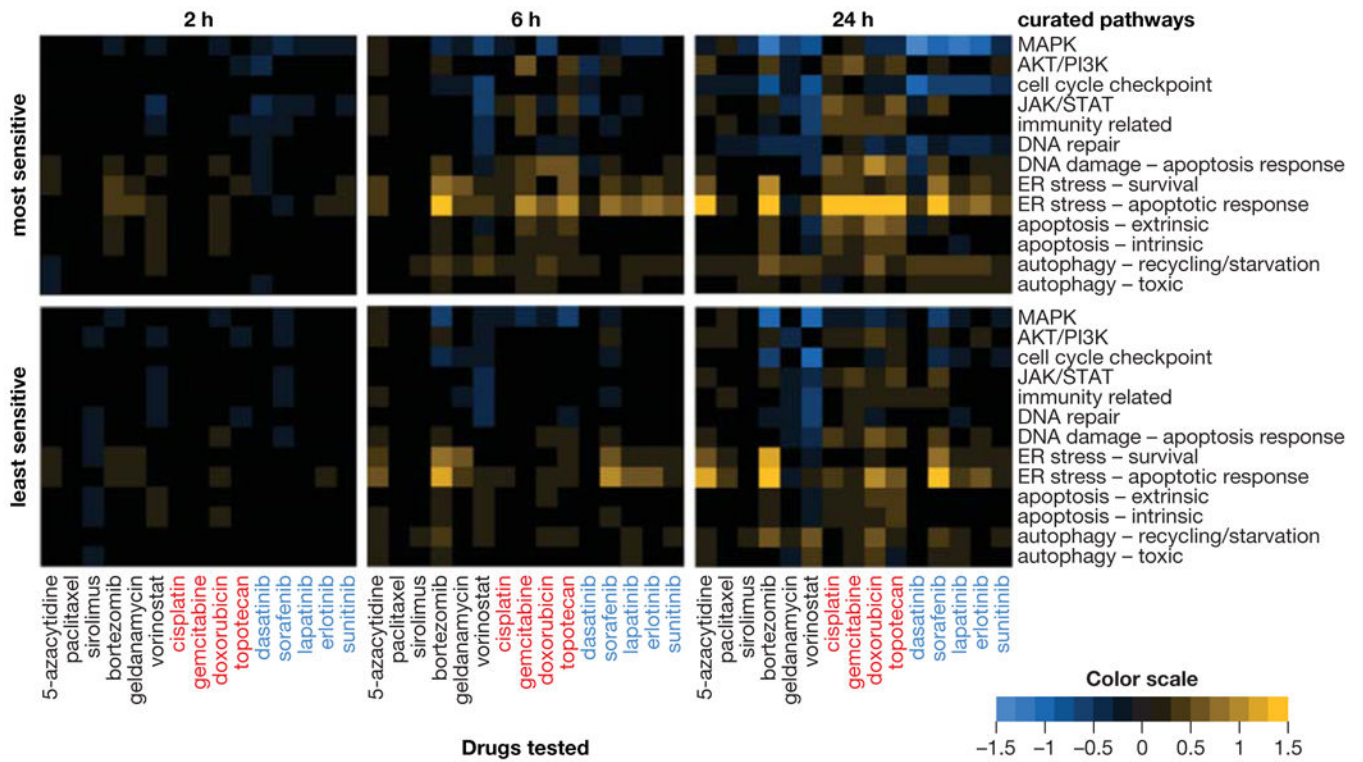 2 h
6 h
24 h
curated pathways
most sensitive
MAPK
AKT/PI3K
cell cycle checkpoint
JAK/STAT
immunity related
DNA repair
DNA damage – apoptosis response
ER stress – survival
ER stress – apoptotic response
apoptosis – extrinsic
apoptosis – intrinsic
autophagy – recycling/starvation
autophagy – toxic
least sensitive
MAPK
AKT/PI3K
cell cycle checkpoint
JAK/STAT
immunity related
DNA repair
DNA damage – apoptosis response
ER stress – survival
ER stress – apoptotic response
apoptosis – extrinsic
apoptosis – intrinsic
autophagy – recycling/starvation
autophagy – toxic
5-azacytidine
paclitaxel
sirolimus
bortezomib
geldanamycin
vorinostat
cisplatin
gemcitabine
doxorubicin
topotecan
dasatinib
sorafenib
lapatinib
erlotinib
sunitinib
5-azacytidine
paclitaxel
sirolimus
bortezomib
geldanamycin
vorinostat
cisplatin
gemcitabine
doxorubicin
topotecan
dasatinib
sorafenib
lapatinib
erlotinib
sunitinib
5-azacytidine
paclitaxel
sirolimus
bortezomib
geldanamycin
vorinostat
cisplatin
gemcitabine
doxorubicin
topotecan
dasatinib
sorafenib
lapatinib
erlotinib
sunitinib
Color scale
−1.5 −1 −0.5 0 0.5 1 1.5
Drugs tested